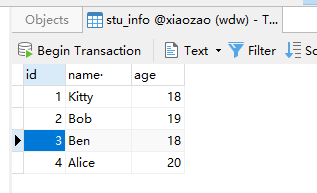 Objects stu_info @xiaozao (wdw) - T...
Begin Transaction Text Filter So
id name· age
1 Kitty 18
2 Bob 19
3 Ben 18
4 Alice 20